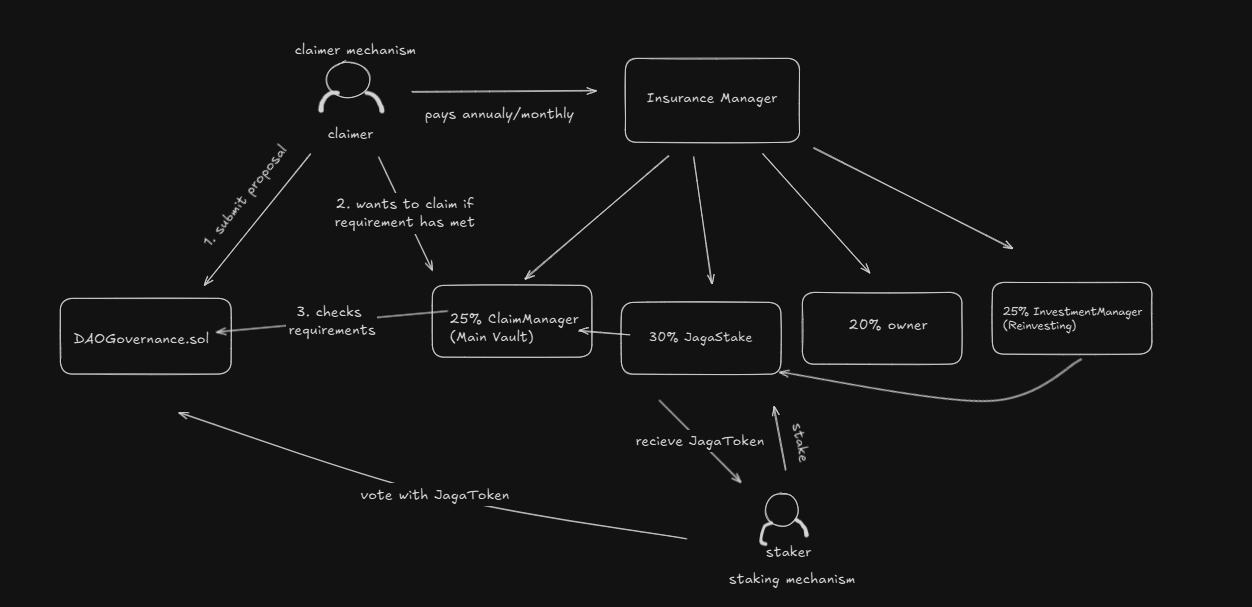 claimer mechanism
Insurance Manager
pays annualy/monthly
claimer
1. submit proposal
2. wants to claim if
requirement has met
DAOGovernance.sol
3. checks
requirements
25% ClaimManager
(Main Vault)
30% JagaStake
20% owner
25% InvestmentManager
(Reinvesting)
recieve JagaToken
stake
vote with JagaToken
staker
staking mechanism